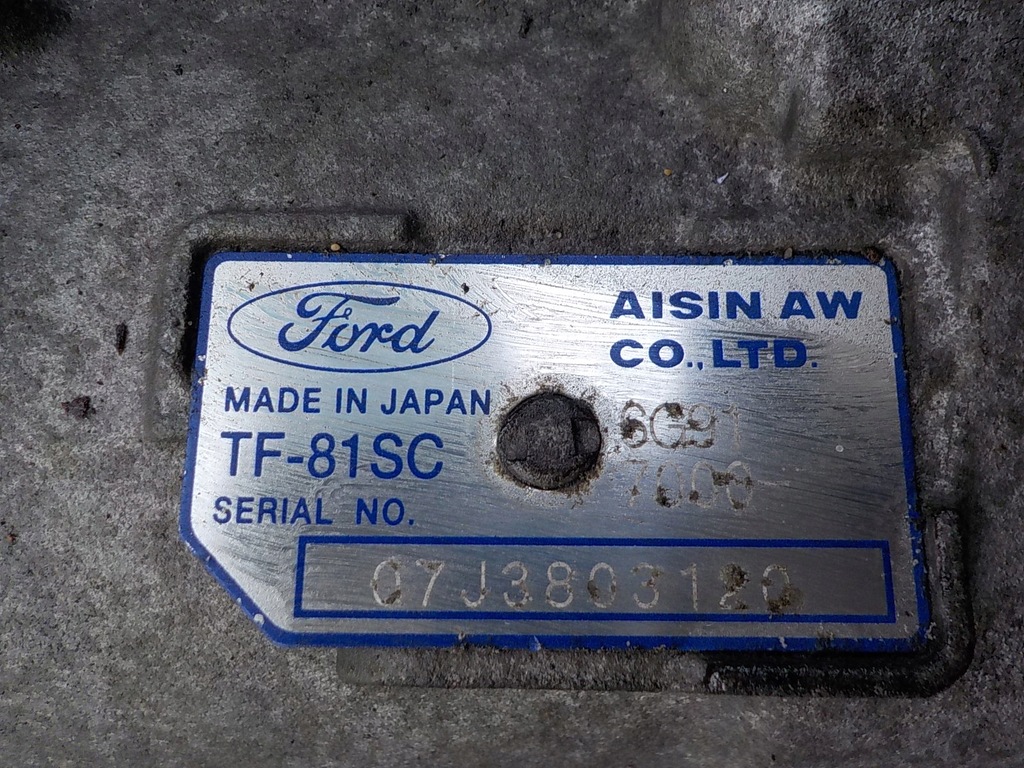 Ford
AISIN AW
CO., LTD.
MADE IN JAPAN
TF-81SC
6G91
7000
SERIAL NO.
07J3803120